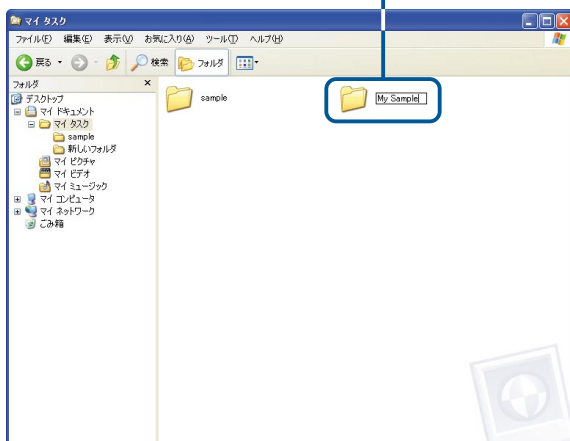 マイ タスク
ファイル(F) 編集(E) 表示(V) お気に入り(A) ツール(T) ヘルプ(H)
戻る 検索 フォルダ
フォルダ ×
デスクトップ
マイ ドキュメント
マイ タスク
sample
新しいフォルダ
マイ ピクチャ
マイ ビデオ
マイ ミュージック
マイ コンピュータ
マイ ネットワーク
ごみ箱
sample
My Sample